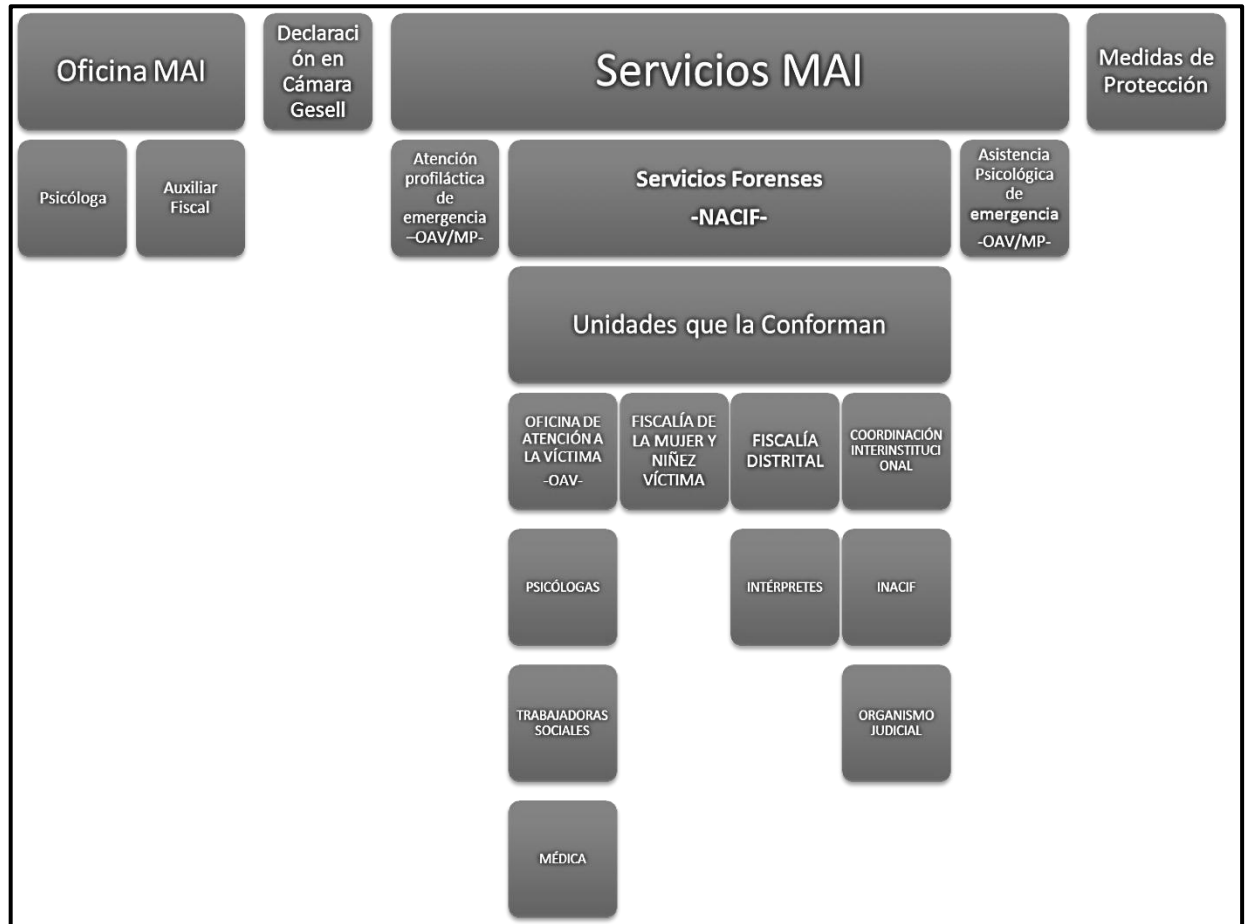 Oficina MAI
Declaraci
ón en
Cámara
Gesell
Servicios MAI
Medidas de
Protección
Psicóloga
Auxiliar
Fiscal
Atención
profiláctica
de
emergencia
–OAV/MP-
Servicios Forenses
-NACIF-
Asistencia
Psicológica
de
emergencia
-OAV/MP-
Unidades que la Conforman
OFICINA DE
ATENCIÓN A
LA VÍCTIMA
-OAV-
FISCALÍA DE
LA MUJER Y
NIÑEZ
VÍCTIMA
FISCALÍA
DISTRITAL
COORDINACIÓN
INTERINSTITUCI
ONAL
PSICÓLOGAS
INTÉRPRETES
INACIF
TRABAJADORAS
SOCIALES
ORGANISMO
JUDICIAL
MÉDICA